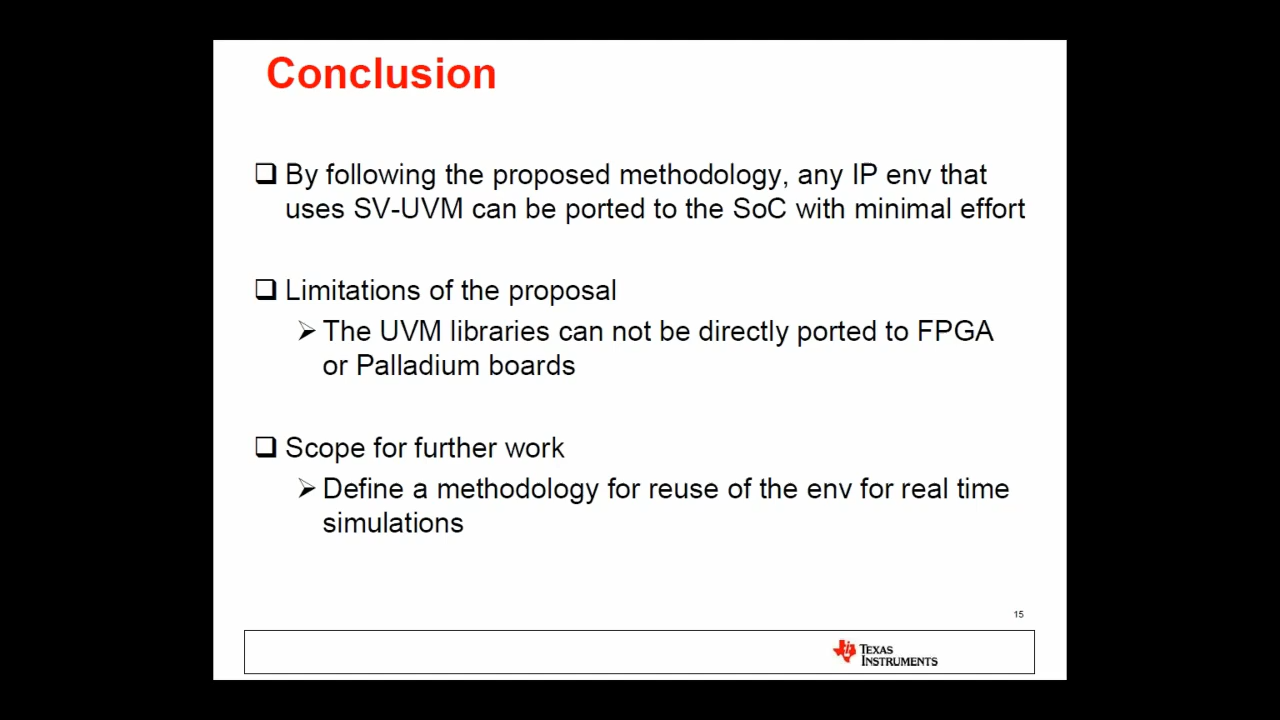 Conclusion
By following the proposed methodology, any IP env that
uses SV-UVM can be ported to the SoC with minimal effort
Limitations of the proposal
The UVM libraries can not be directly ported to FPGA
or Palladium boards
Scope for further work
Define a methodology for reuse of the env for real time
simulations
15
TEXAS
INSTRUMENTS